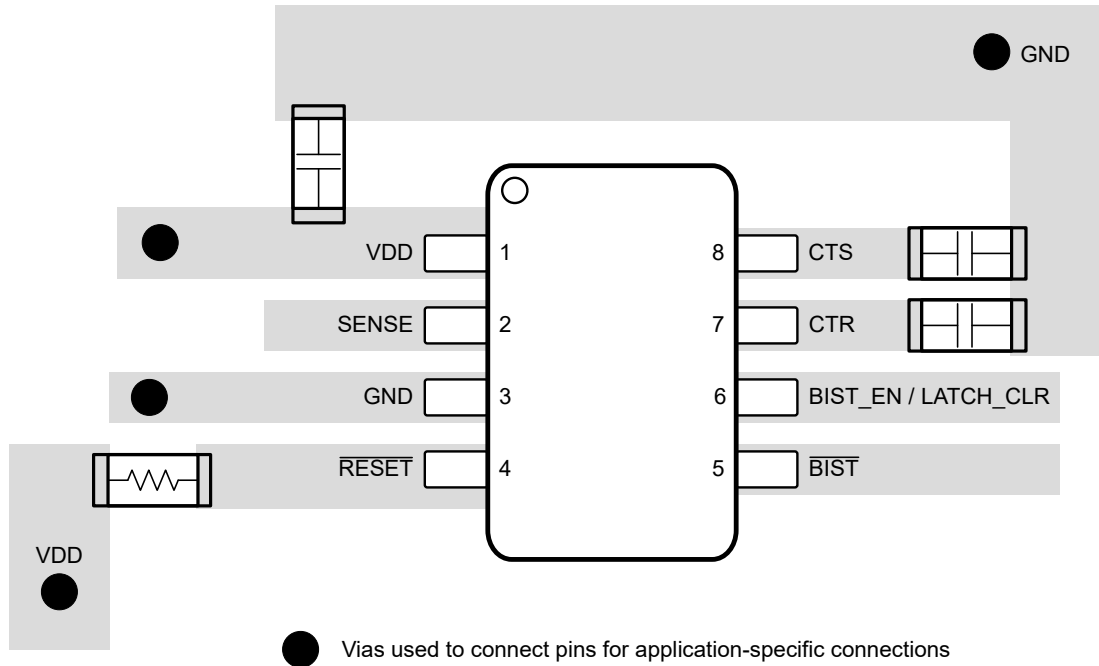 GND
VDD 1 8 CTS
SENSE 2 7 CTR
GND 3 6 BIST_EN / LATCH_CLR
RESET 4 5 BIST
VDD
Vias used to connect pins for application-specific connections